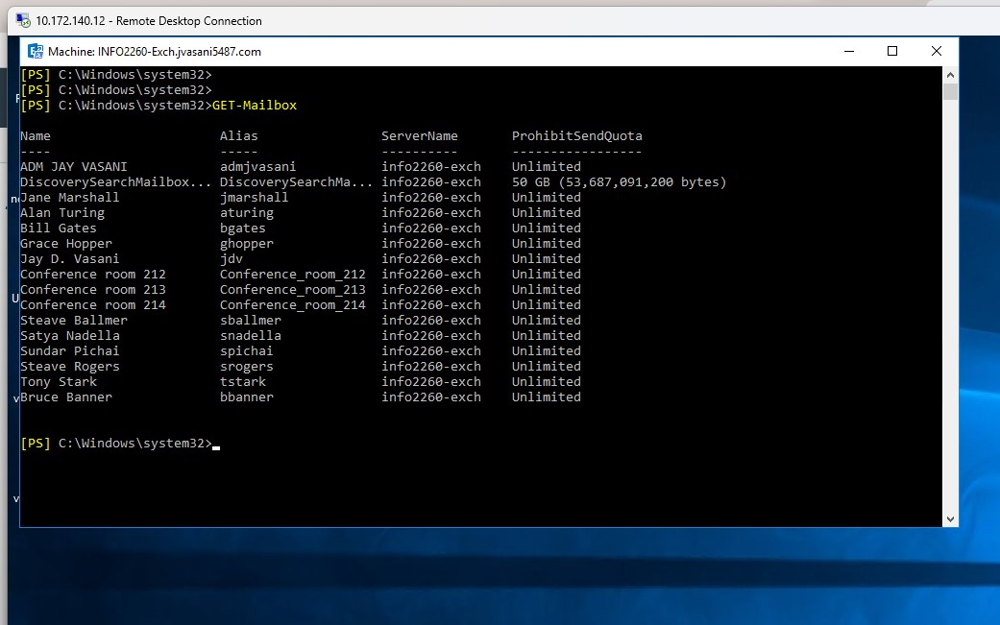 10.172.140.12 - Remote Desktop Connection
Machine: INFO2260-Exch.jvasani5487.com
[PS] C:\Windows\system32>
[PS] C:\Windows\system32>
[PS] C:\Windows\system32>GET-Mailbox
Name Alias ServerName ProhibitSendQuota
---- ----- ---------- -----------------
ADM JAY VASANI admjvasani info2260-exch Unlimited
DiscoverySearchMailbox... DiscoverySearchMa... info2260-exch 50 GB (53,687,091,200 bytes)
Jane Marshall jmarshall info2260-exch Unlimited
Alan Turing aturing info2260-exch Unlimited
Bill Gates bgates info2260-exch Unlimited
Grace Hopper ghopper info2260-exch Unlimited
Jay D. Vasani jdv info2260-exch Unlimited
Conference room 212 Conference_room_212 info2260-exch Unlimited
Conference room 213 Conference_room_213 info2260-exch Unlimited
Conference room 214 Conference_room_214 info2260-exch Unlimited
Steave Ballmer sballmer info2260-exch Unlimited
Satya Nadella snadella info2260-exch Unlimited
Sundar Pichai spichai info2260-exch Unlimited
Steave Rogers srogers info2260-exch Unlimited
Tony Stark tstark info2260-exch Unlimited
Bruce Banner bbanner info2260-exch Unlimited
[PS] C:\Windows\system32>